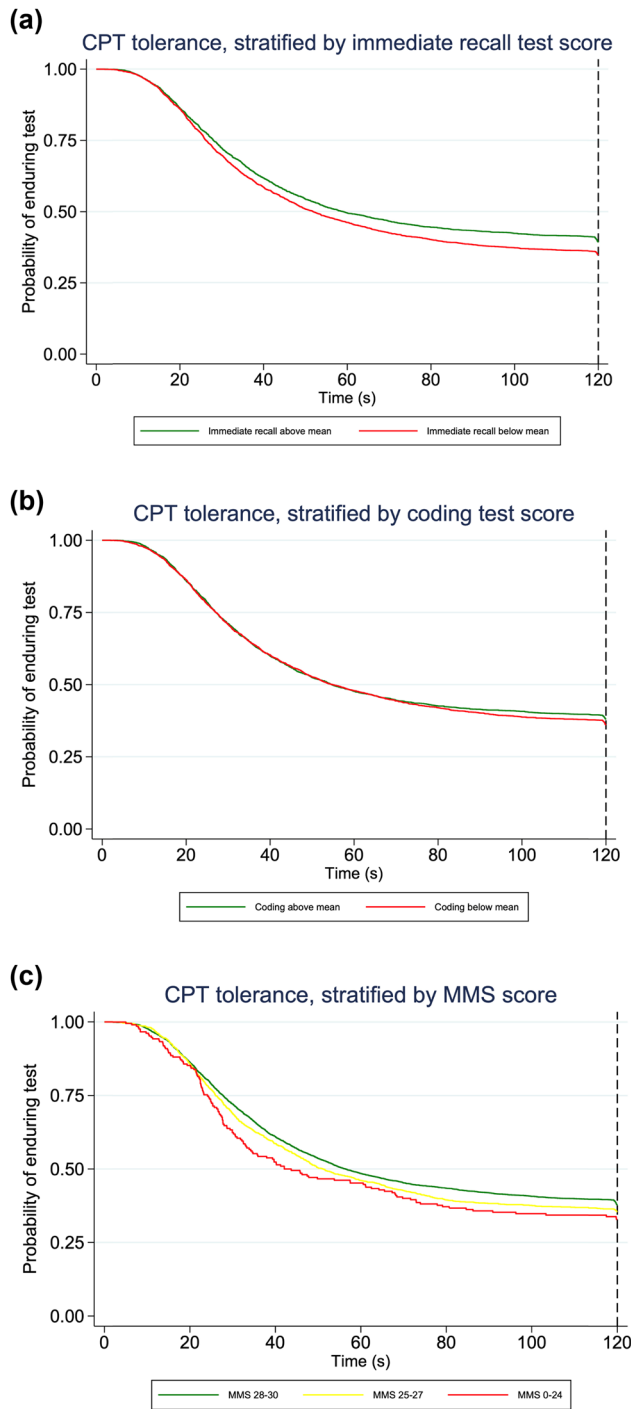 (a)
CPT tolerance, stratified by immediate recall test score
1.00
0.75
0.50
0.25
0.00
Probability of enduring test
0 20 40 60 80 100 120
Time (s)
Immediate recall above mean Immediate recall below mean
(b)
CPT tolerance, stratified by coding test score
1.00
0.75
0.50
0.25
0.00
Probability of enduring test
0 20 40 60 80 100 120
Time (s)
Coding above mean Coding below mean
(c)
CPT tolerance, stratified by MMS score
1.00
0.75
0.50
0.25
0.00
Probability of enduring test
0 20 40 60 80 100 120
Time (s)
MMS 28-30 MMS 25-27 MMS 0-24